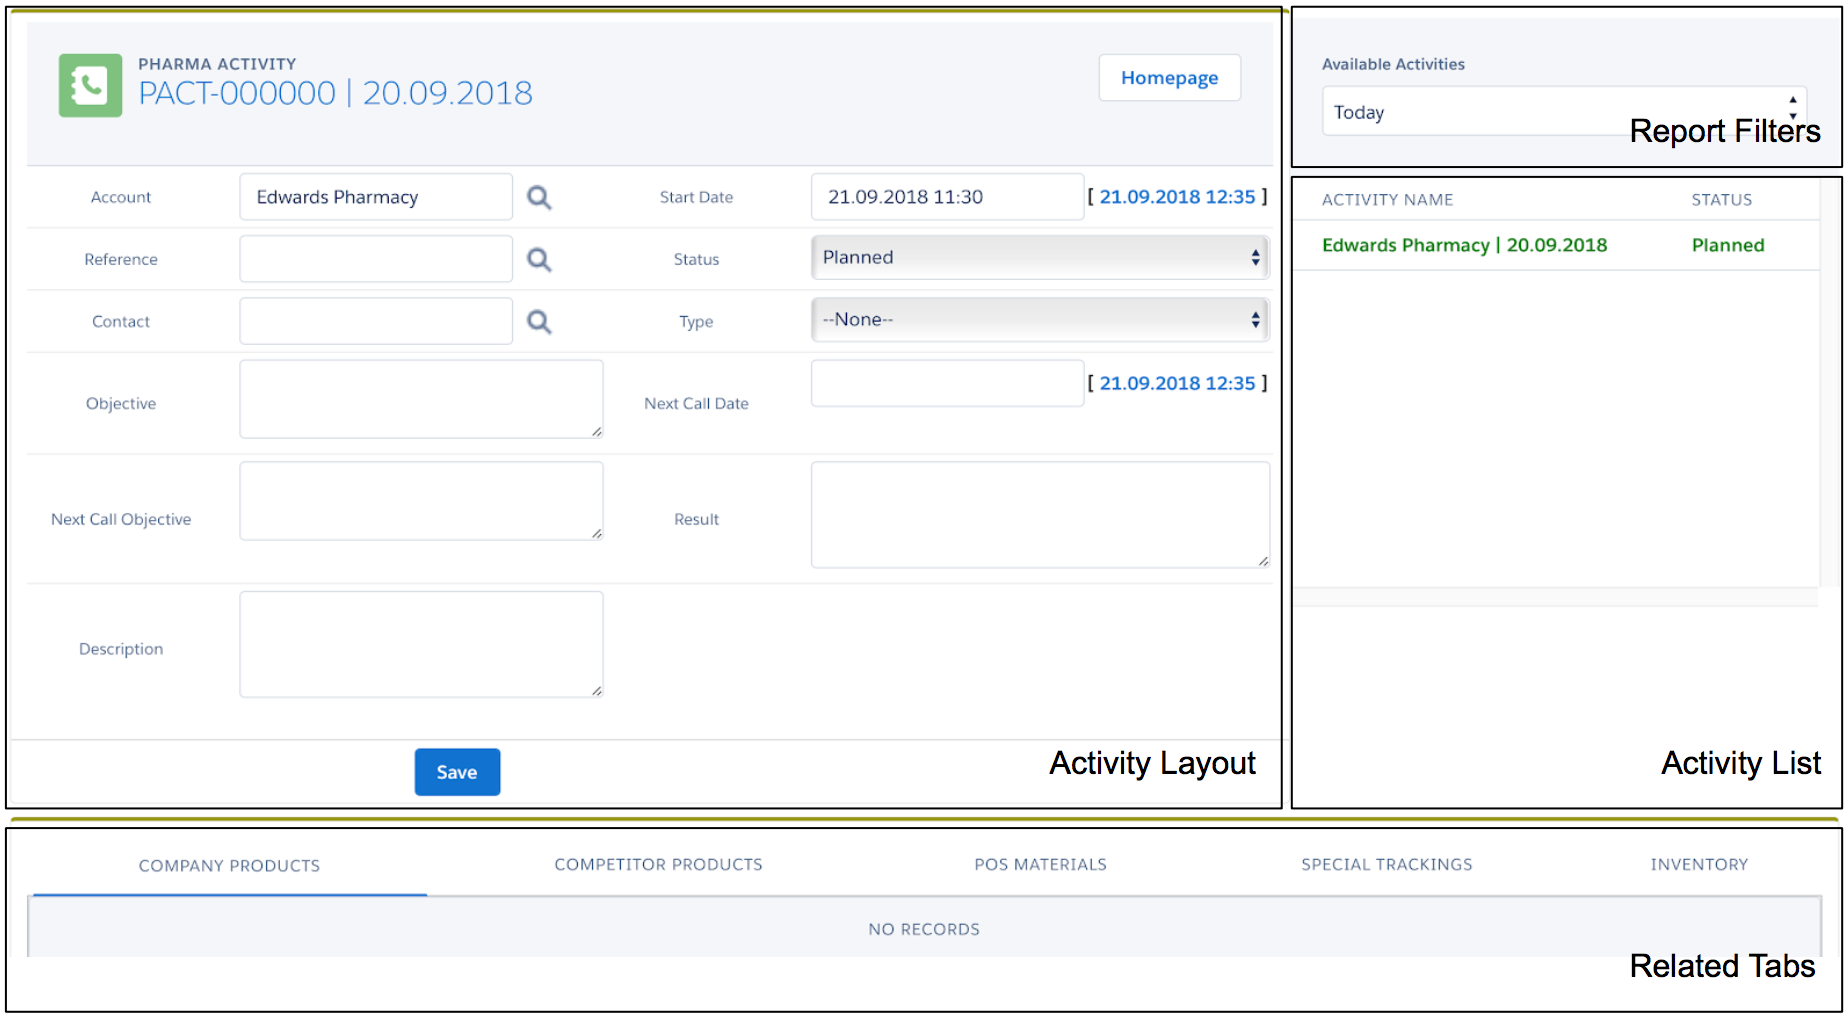 PHARMA ACTIVITY
PACT-000000 | 20.09.2018
Homepage
Account
Edwards Pharmacy
Start Date
21.09.2018 11:30
[ 21.09.2018 12:35 ]
Reference
Status
Planned
Contact
Type
--None--
Objective
Next Call Date
[ 21.09.2018 12:35 ]
Next Call Objective
Result
Description
Save
Activity Layout
Available Activities
Today
Report Filters
ACTIVITY NAME
STATUS
Edwards Pharmacy | 20.09.2018
Planned
Activity List
COMPANY PRODUCTS
COMPETITOR PRODUCTS
POS MATERIALS
SPECIAL TRACKINGS
INVENTORY
NO RECORDS
Related Tabs